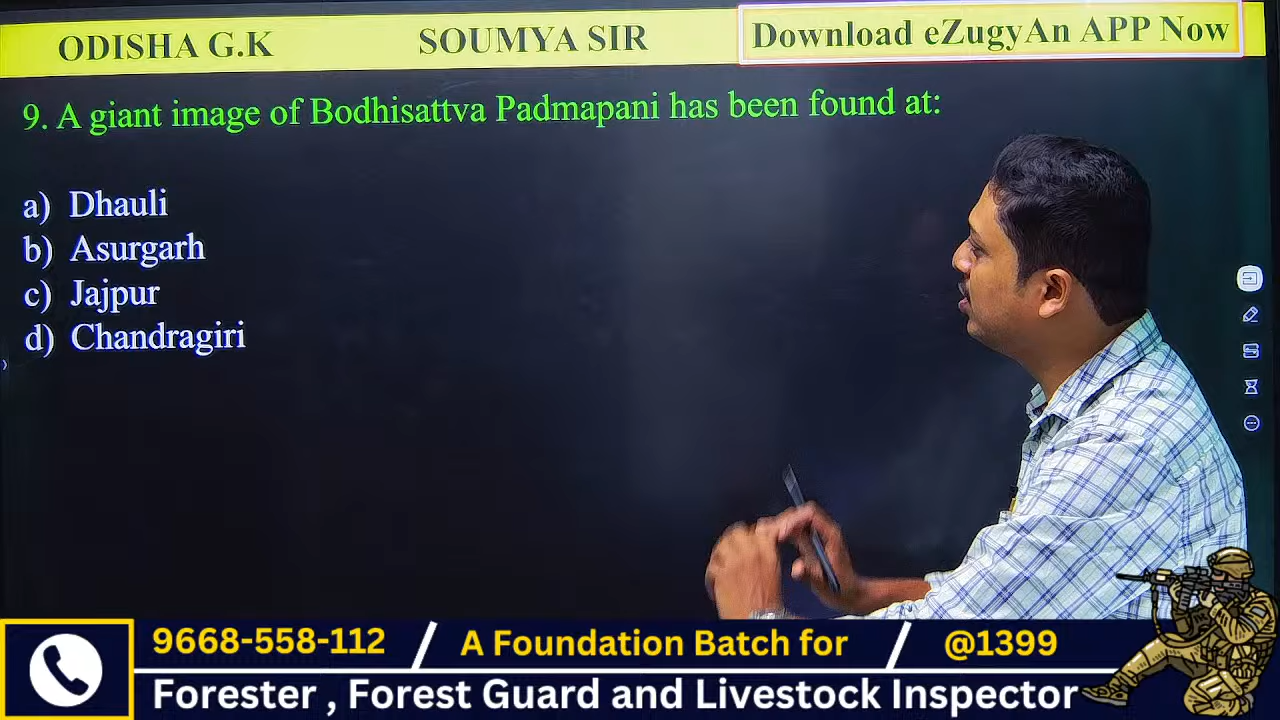 ODISHA G.K SOUMYA SIR Download eZugyAn APP Now
9. A giant image of Bodhisattva Padmapani has been found at:
a) Dhauli
b) Asurgarh
c) Jajpur
d) Chandragiri
9668-558-112 / A Foundation Batch for / @1399
Forester , Forest Guard and Livestock Inspector